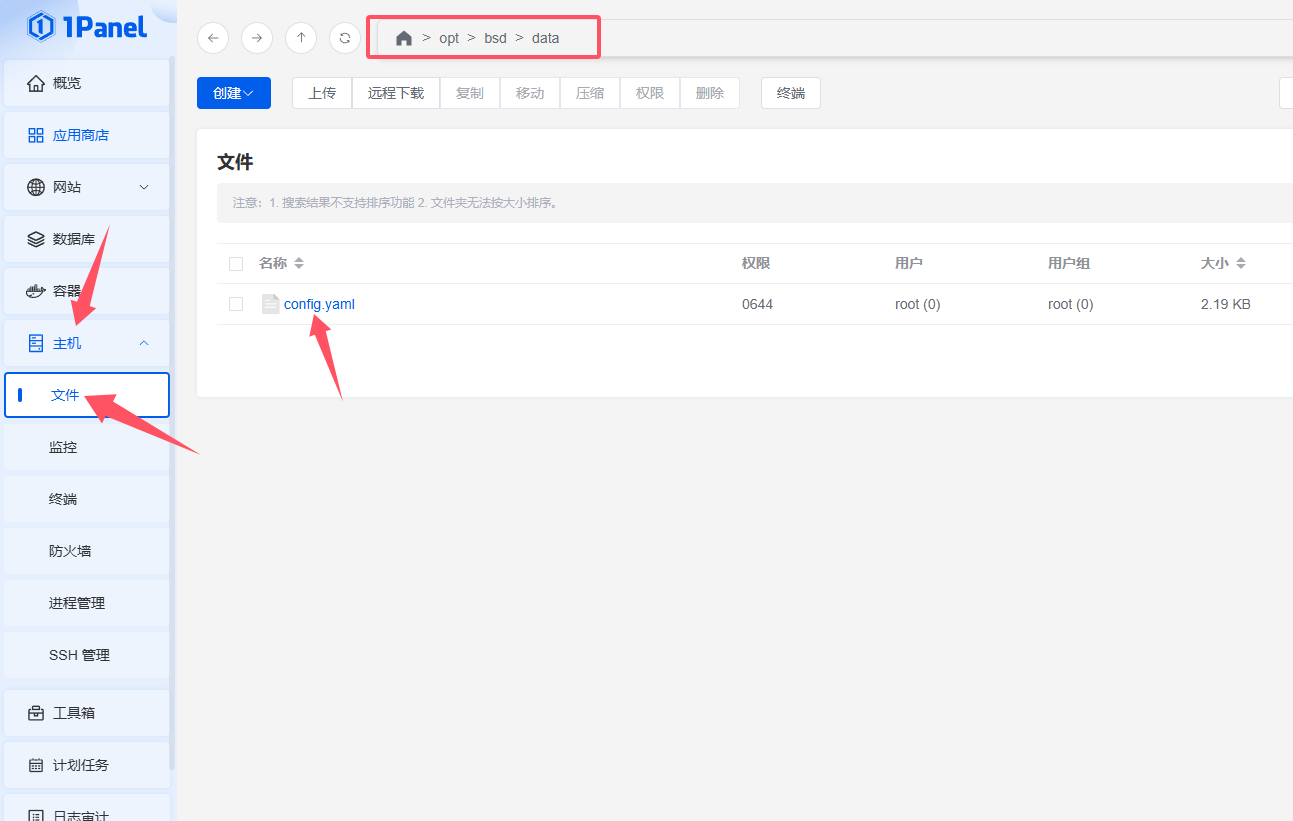 1Panel
概览
应用商店
网站
数据库
容器
主机
文件
监控
终端
防火墙
进程管理
SSH 管理
工具箱
计划任务
日志审计
> opt > bsd > data
创建 上传 远程下载 复制 移动 压缩 权限 删除 终端
文件
注意：1. 搜索结果不支持排序功能 2. 文件夹无法按大小排序。
名称 权限 用户 用户组 大小
config.yaml 0644 root (0) root (0) 2.19 KB